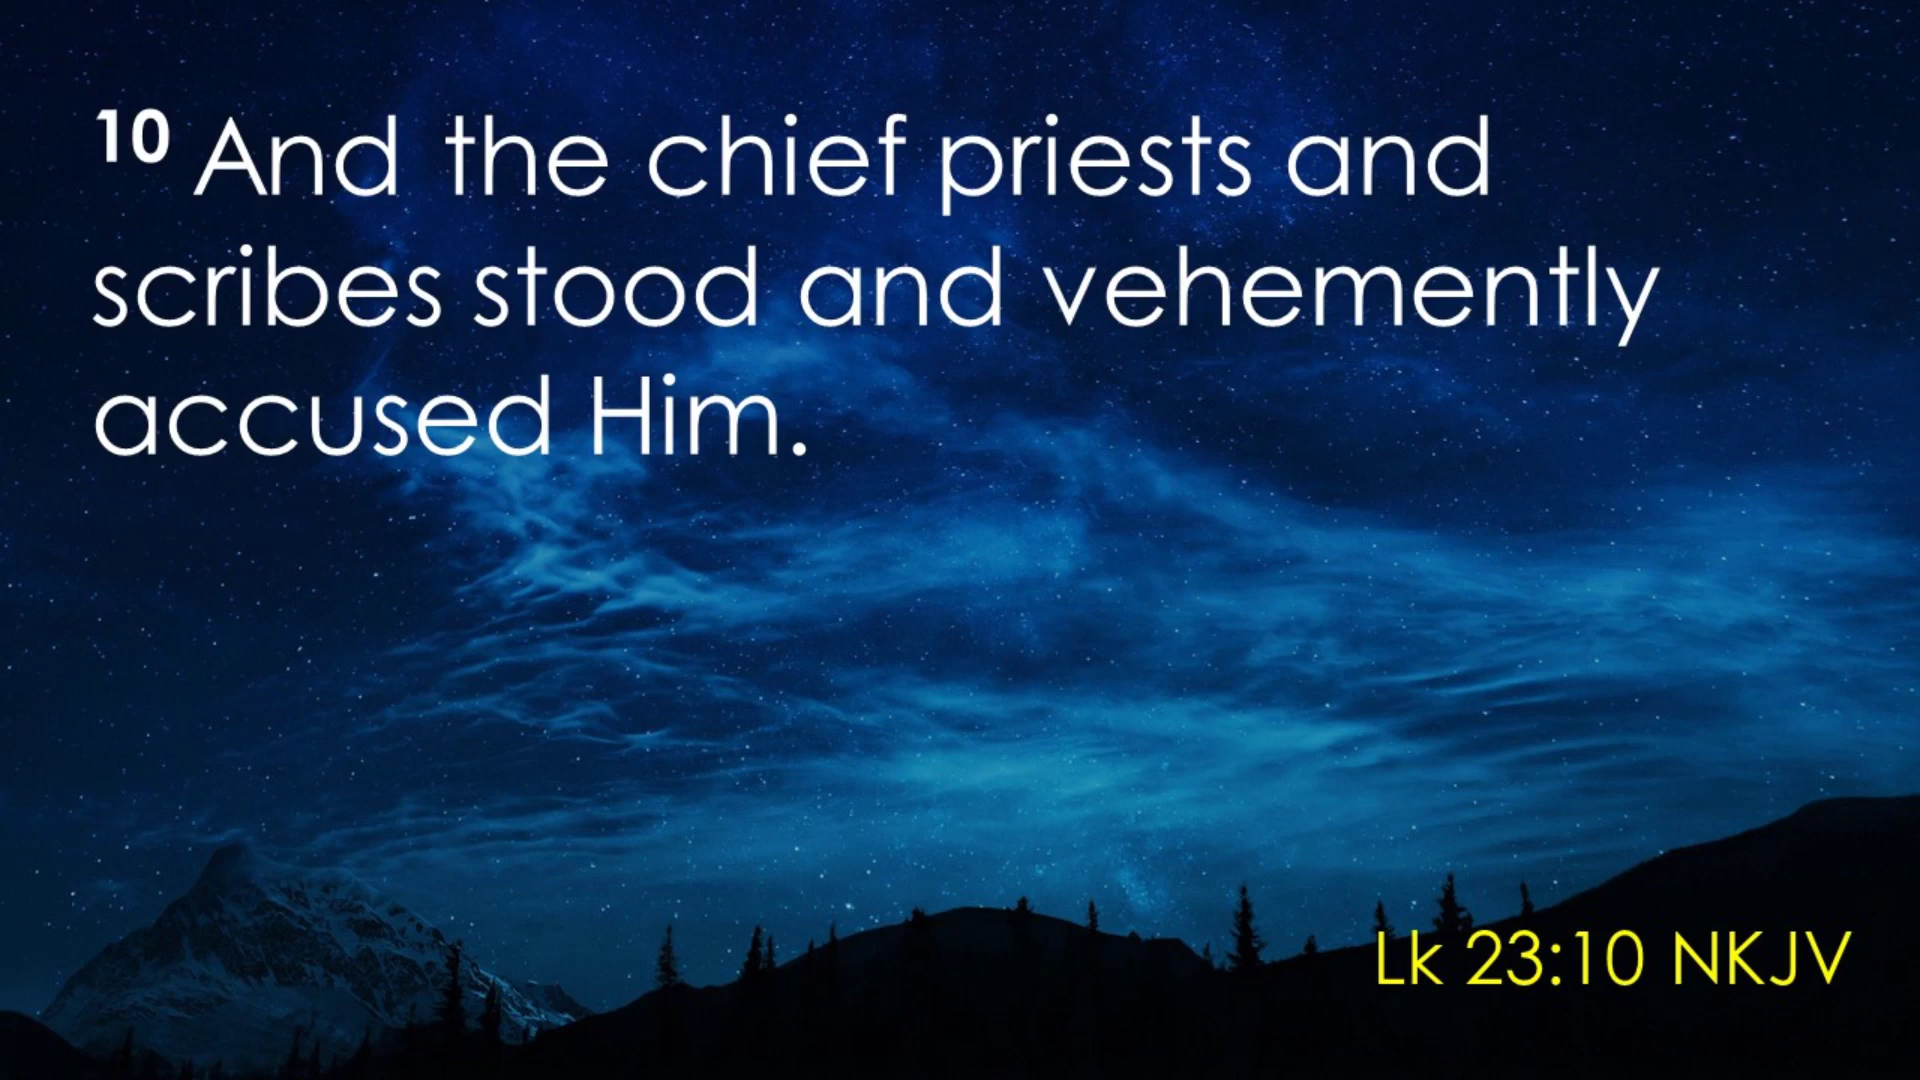 10 And the chief priests and
scribes stood and vehemently
accused Him.
Lk 23:10 NKJV